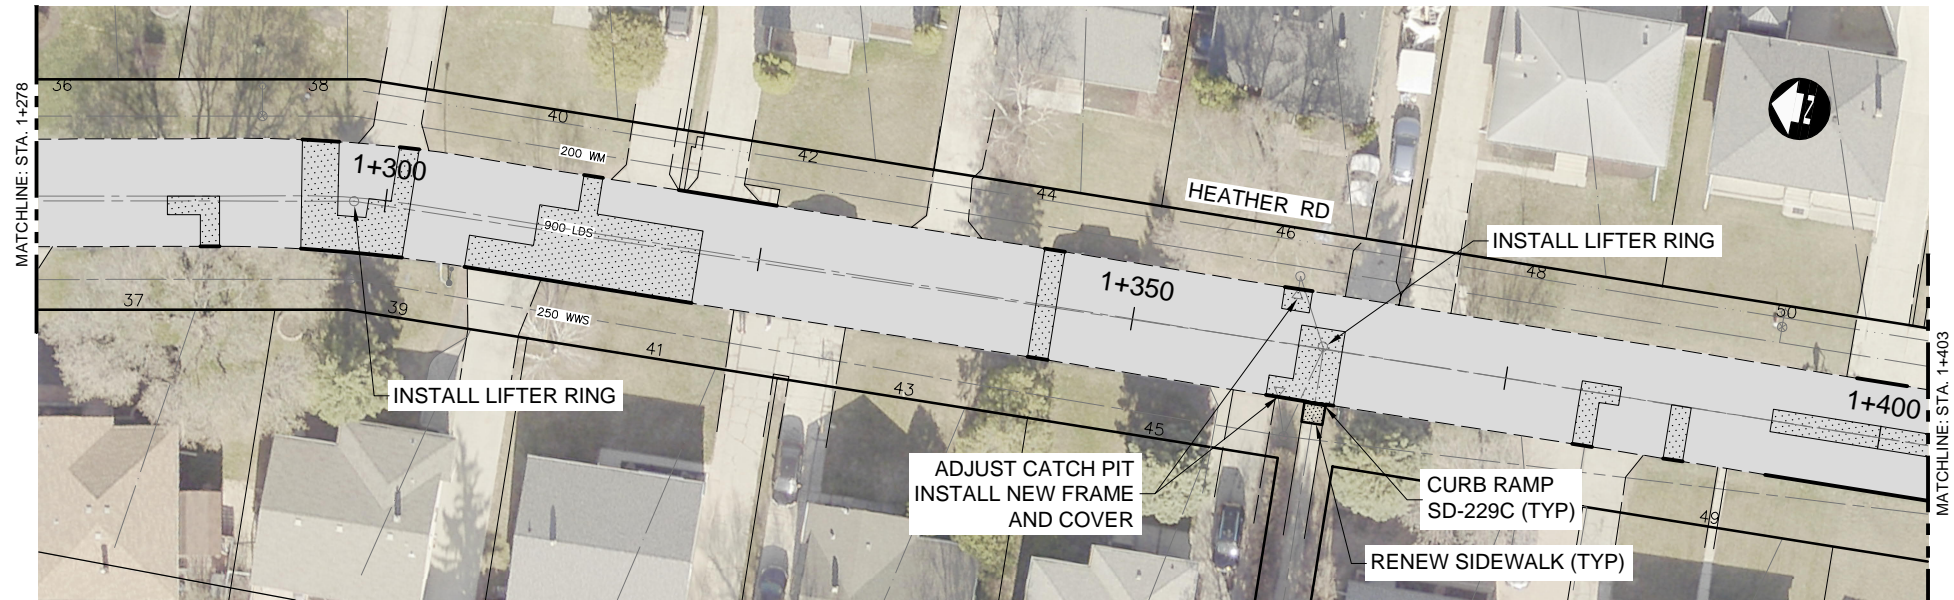 MATCHLINE: STA. 1+278
36
38
40
200 WM
42
44
HEATHER RD
46
48
50
Z
1+300
900 LDS
1+350
1+400
INSTALL LIFTER RING
37
39
250 WWS
41
43
45
49
INSTALL LIFTER RING
ADJUST CATCH PIT
INSTALL NEW FRAME
AND COVER
CURB RAMP
SD-229C (TYP)
RENEW SIDEWALK (TYP)
MATCHLINE: STA. 1+403